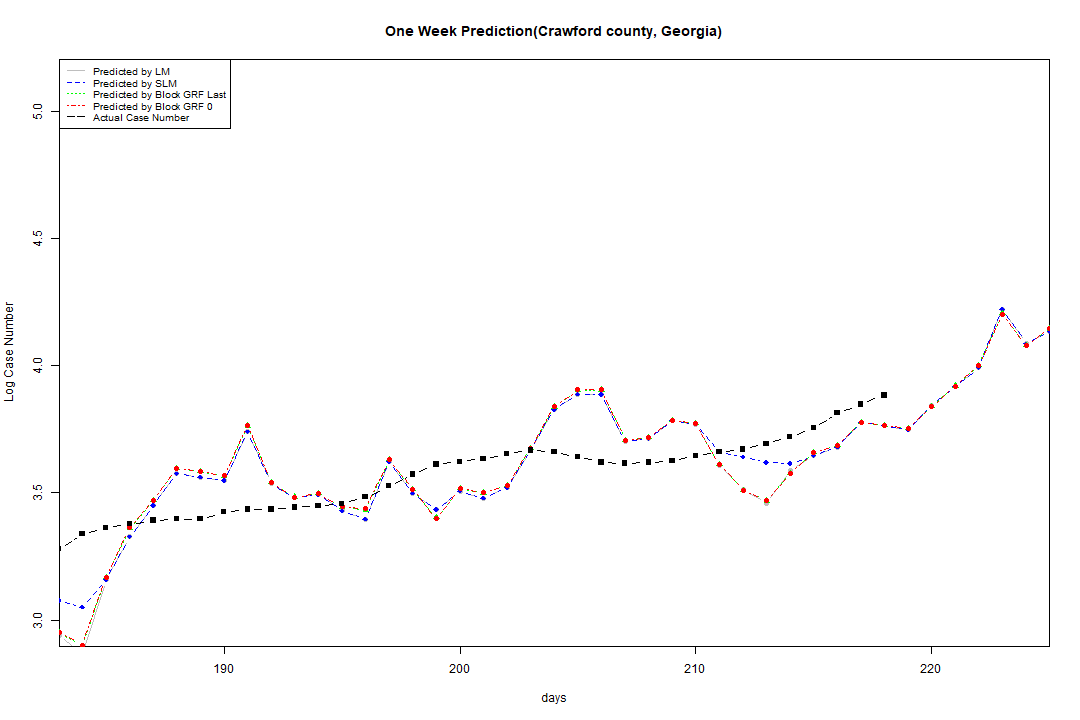 One Week Prediction(Crawford county, Georgia)
Predicted by LM
Predicted by SLM
Predicted by Block GRF Last
Predicted by Block GRF 0
Actual Case Number
5.0
4.5
4.0
3.5
3.0
Log Case Number
190
200
210
220
days